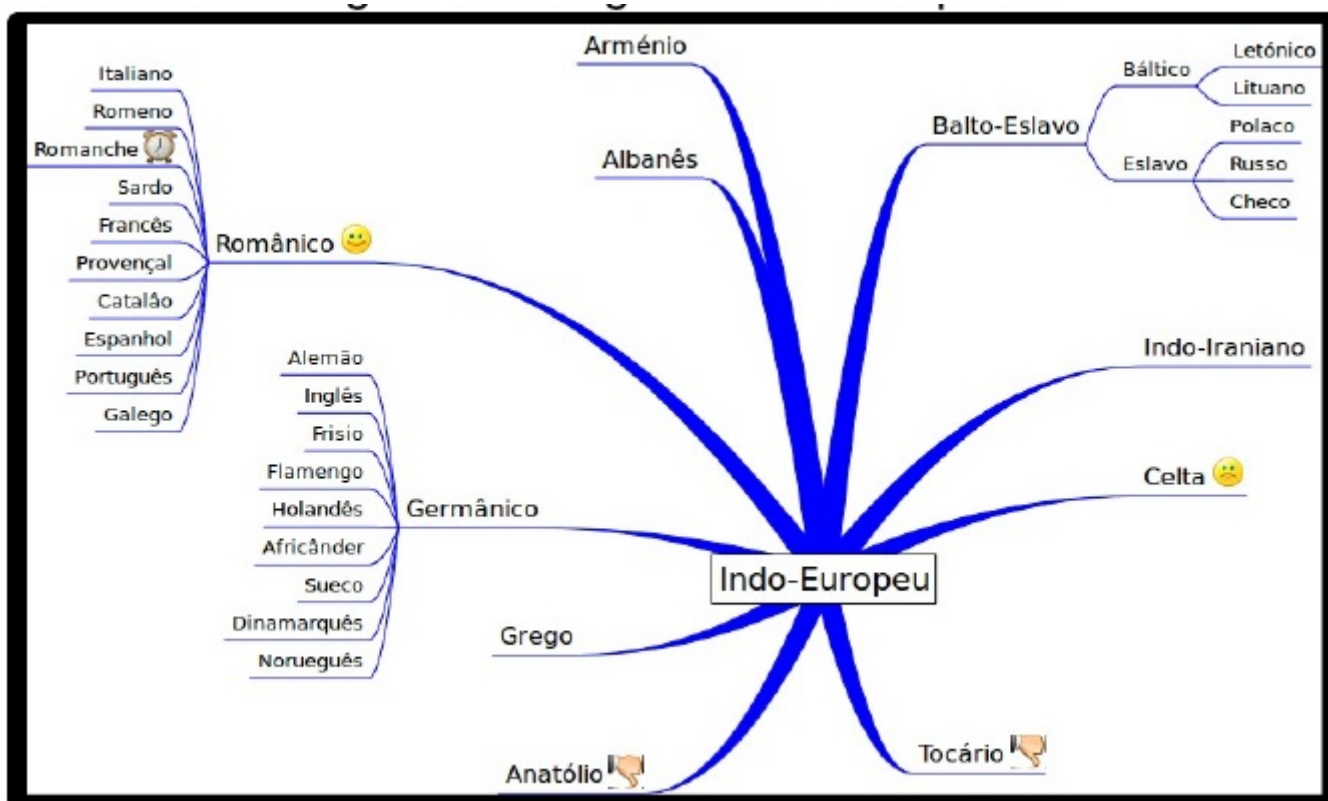 Arménio
Albanês
Balto-Eslavo
Báltico
Letónico
Lituano
Eslavo
Polaco
Russo
Checo
Indo-Iraniano
Celta
Românico
Italiano
Romeno
Romanche
Sardo
Francês
Provençal
Catalão
Espanhol
Português
Galego
Germânico
Alemão
Inglês
Frisio
Flamengo
Holandês
Africânder
Sueco
Dinamarquês
Norueguês
Indo-Europeu
Grego
Anatólio
Tocário